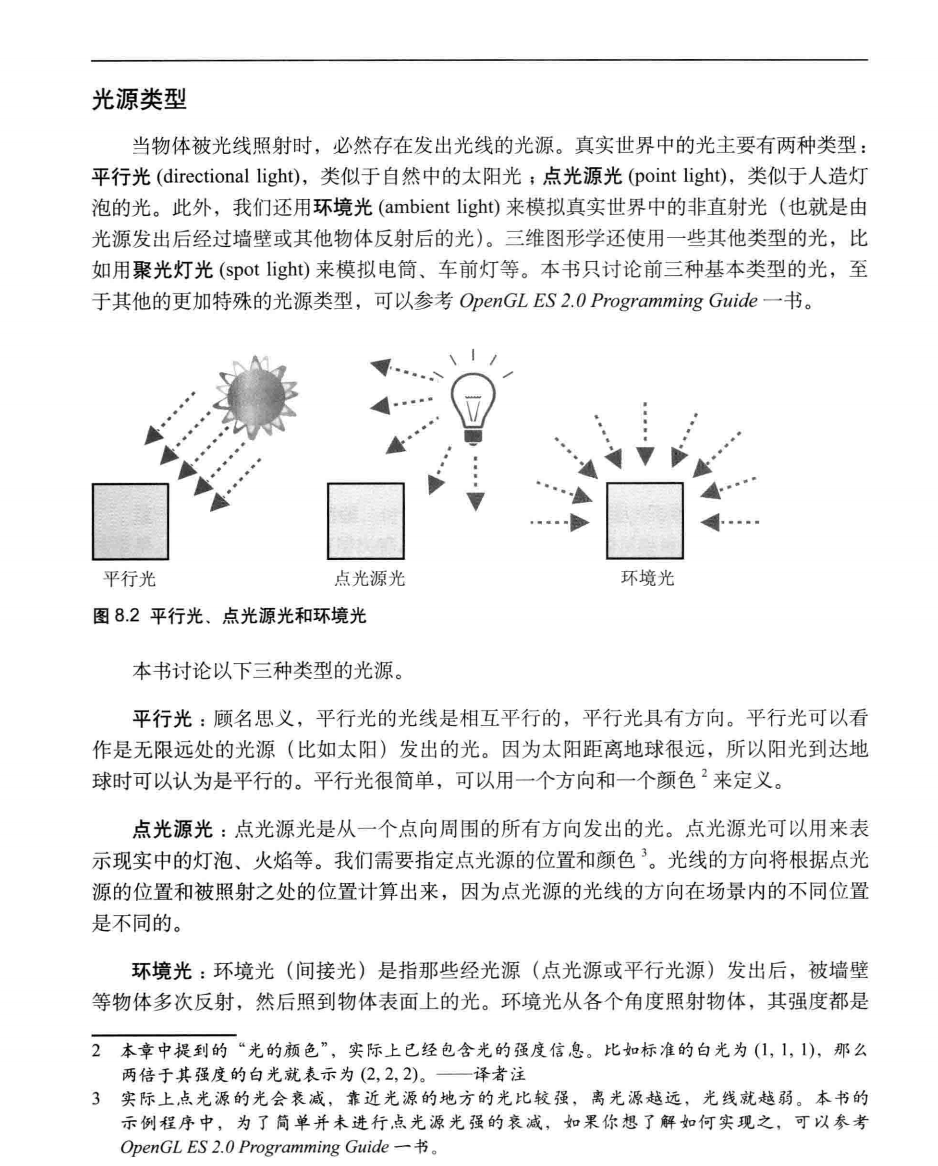 光源类型
当物体被光线照射时，必然存在发出光线的光源。真实世界中的光主要有两种类型：
平行光 (directional light)，类似于自然中的太阳光；点光源光 (point light)，类似于人造灯
泡的光。此外，我们还用环境光 (ambient light) 来模拟真实世界中的非直射光（也就是由
光源发出后经过墙壁或其他物体反射后的光）。三维图形学还使用一些其他类型的光，比
如用聚光灯光 (spot light) 来模拟电筒、车前灯等。本书只讨论前三种基本类型的光，至
于其他的更加特殊的光源类型，可以参考 OpenGL ES 2.0 Programming Guide 一书。
平行光
点光源光
环境光
图 8.2 平行光、点光源光和环境光
本书讨论以下三种类型的光源。
平行光：顾名思义，平行光的光线是相互平行的，平行光具有方向。平行光可以看
作是无限远处的光源（比如太阳）发出的光。因为太阳距离地球很远，所以阳光到达地
球时可以认为是平行的。平行光很简单，可以用一个方向和一个颜色 2 来定义。
点光源光：点光源光是从一个点向周围的所有方向发出的光。点光源光可以用来表
示现实中的灯泡、火焰等。我们需要指定点光源的位置和颜色 3。光线的方向将根据点光
源的位置和被照射之处的位置计算出来，因为点光源的光线的方向在场景内的不同位置
是不同的。
环境光：环境光（间接光）是指那些经光源（点光源或平行光源）发出后，被墙壁
等物体多次反射，然后照到物体表面上的光。环境光从各个角度照射物体，其强度都是
2 本章中提到的“光的颜色”，实际上已经包含光的强度信息。比如标准的白光为 (1, 1, 1)，那么
两倍于其强度的白光就表示为 (2, 2, 2)。——译者注
3 实际上点光源的光会衰减，靠近光源的地方的光比较强，离光源越远，光线就越弱。本书的
示例程序中，为了简单并未进行点光源光强的衰减，如果你想了解如何实现之，可以参考
OpenGL ES 2.0 Programming Guide 一书。